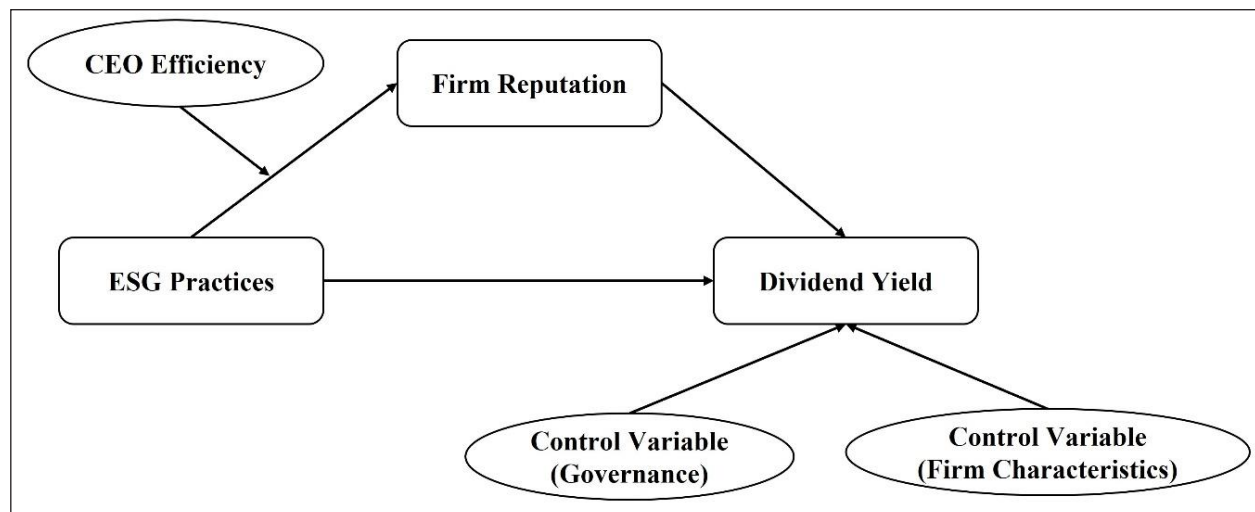 CEO Efficiency
Firm Reputation
ESG Practices
Dividend Yield
Control Variable
(Governance)
Control Variable
(Firm Characteristics)